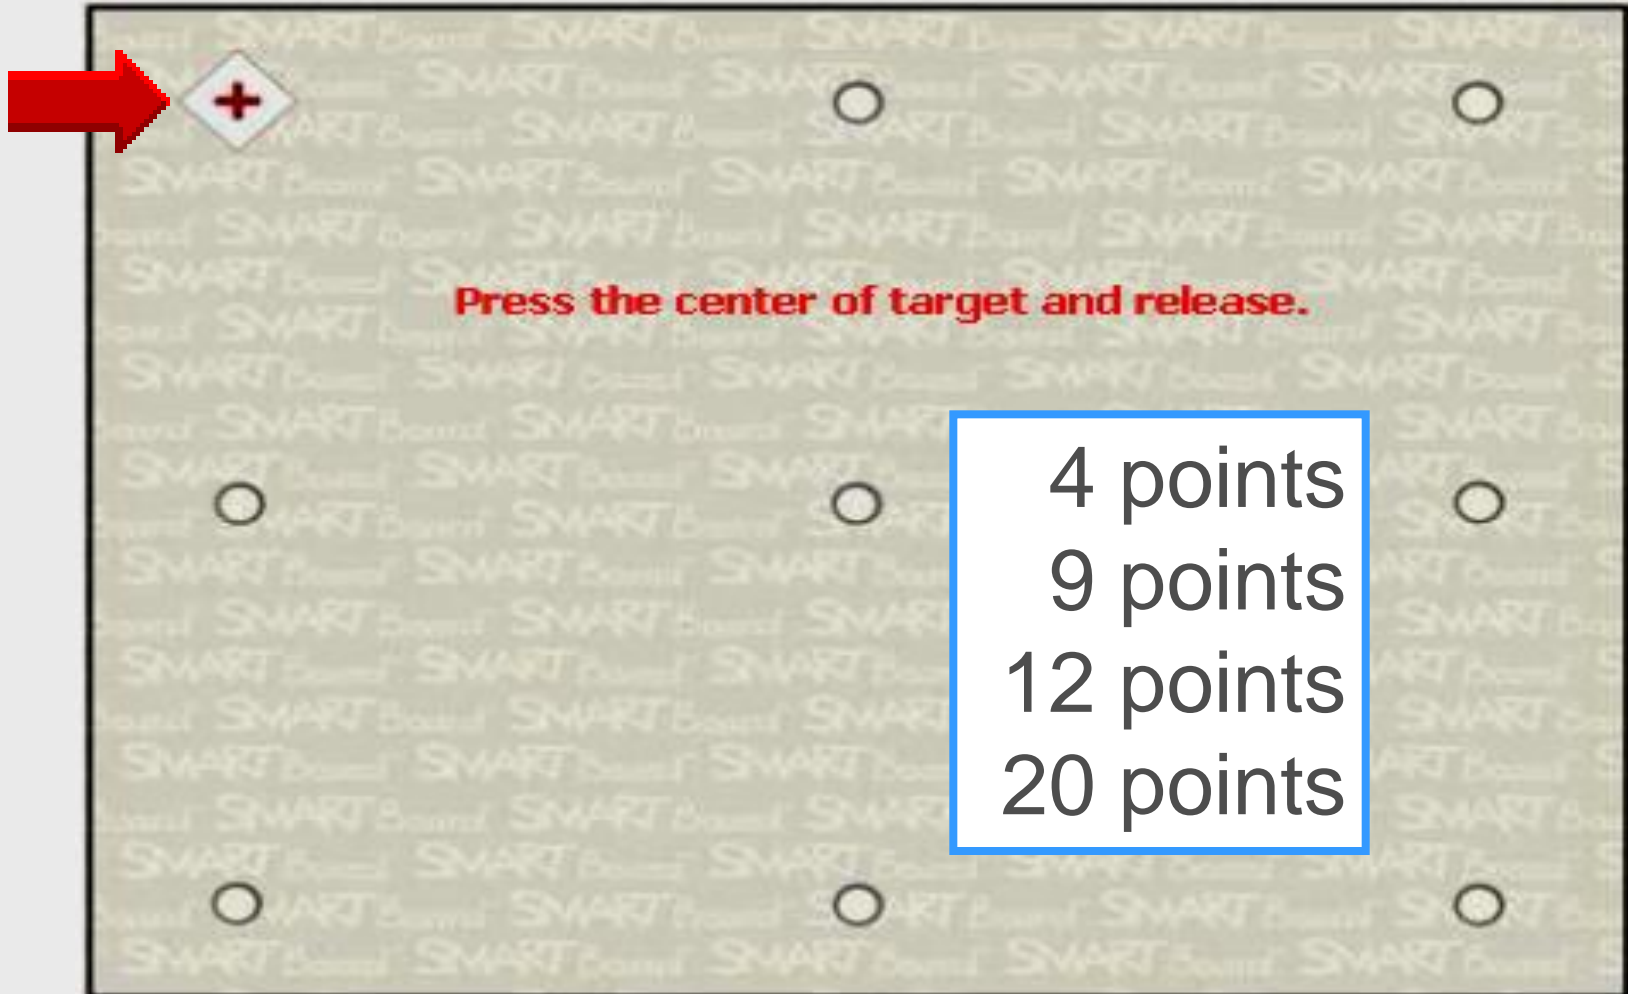 Press the center of target and release.
4 points
9 points
12 points
20 points